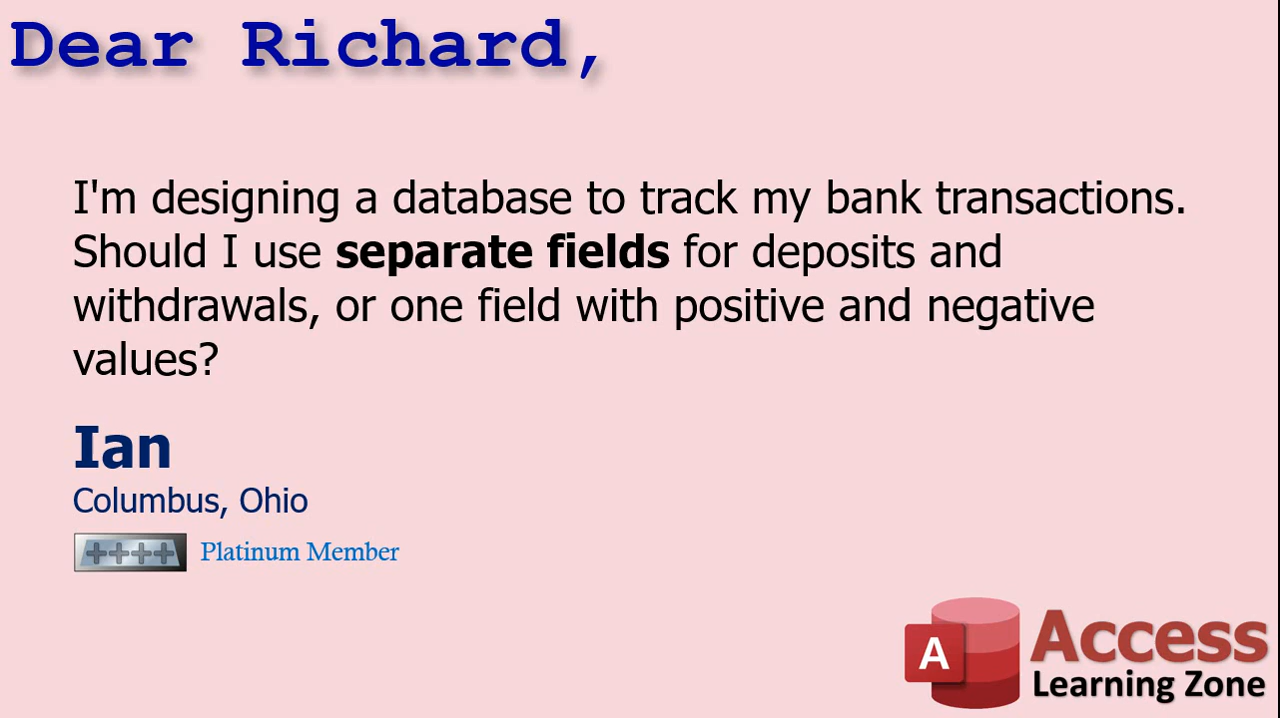 Dear Richard,
I'm designing a database to track my bank transactions.
Should I use separate fields for deposits and
withdrawals, or one field with positive and negative
values?
Ian
Columbus, Ohio
++++ Platinum Member
A Access
Learning Zone